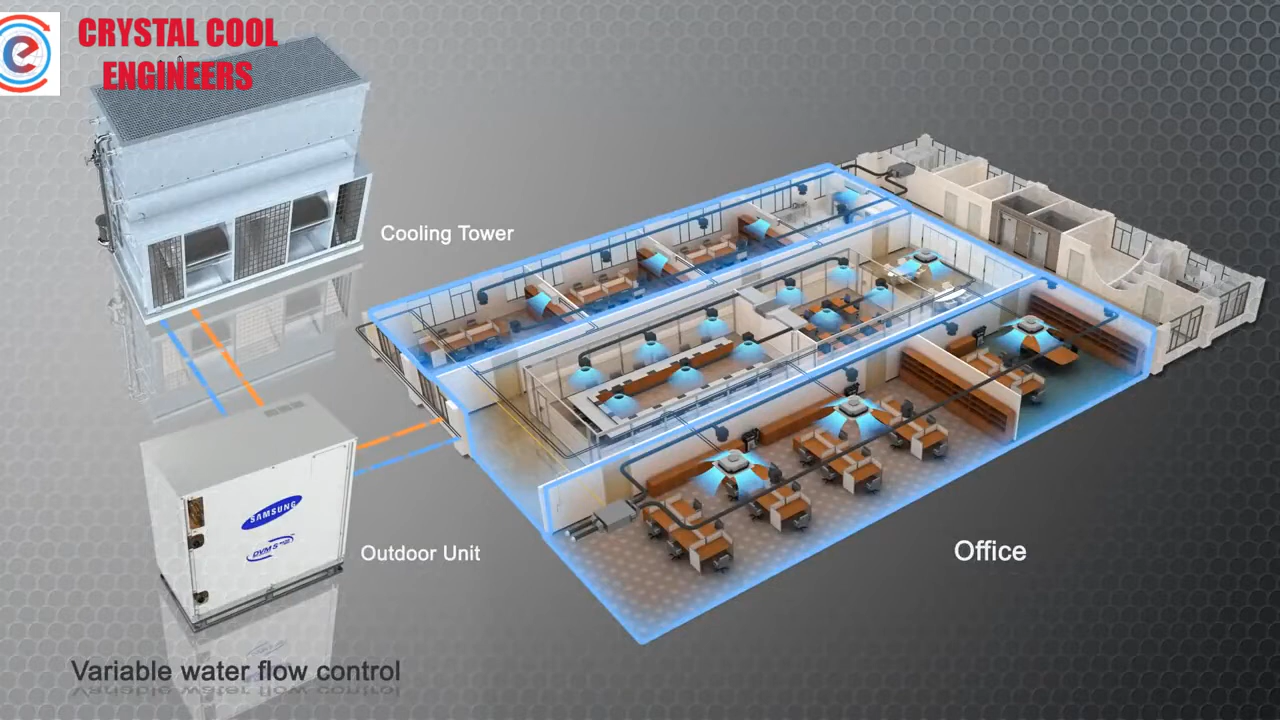 CRYSTAL COOL
ENGINEERS
Cooling Tower
SAMSUNG
DVM S
Outdoor Unit
Office
Variable water flow control